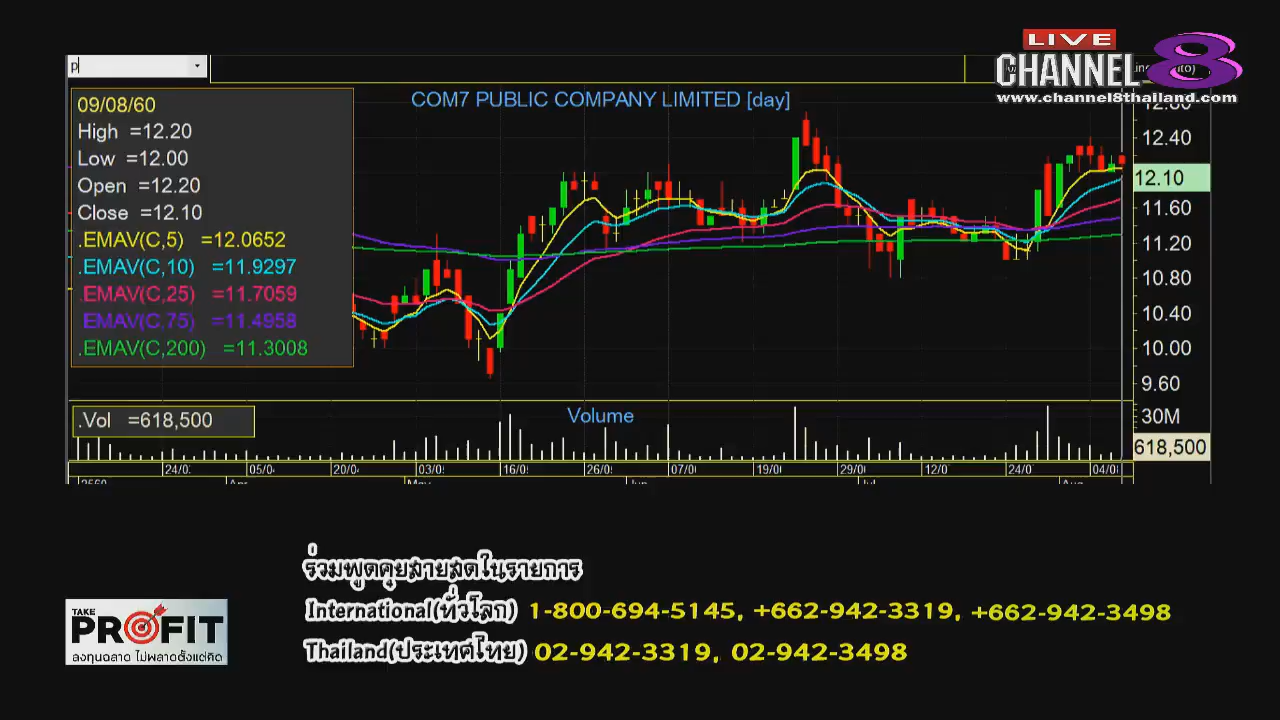 LIVE
CHANNEL 8
www.channel8thailand.com
p
COM7 PUBLIC COMPANY LIMITED [day]
09/08/60
High =12.20
Low =12.00
Open =12.20
Close =12.10
.EMAV(C,5) =12.0652
.EMAV(C,10) =11.9297
.EMAV(C,25) =11.7059
.EMAV(C,75) =11.4958
.EMAV(C,200) =11.3008
12.80
12.40
12.10
11.60
11.20
10.80
10.40
10.00
9.60
.Vol =618,500
Volume
30M
618,500
24/0 05/0 20/0 03/0 16/0 26/0 07/0 19/0 29/0 12/0 24/0 04/0
2560 Apr May Jun Jul Aug
ร่วมพูดคุยสายสดในรายการ
International(ทั่วโลก) 1-800-694-5145, +662-942-3319, +662-942-3498
Thailand(ประเทศไทย) 02-942-3319, 02-942-3498
TAKE
PROFIT
ลงทุนฉลาด ไม่พลาดตั้งแต่คิด